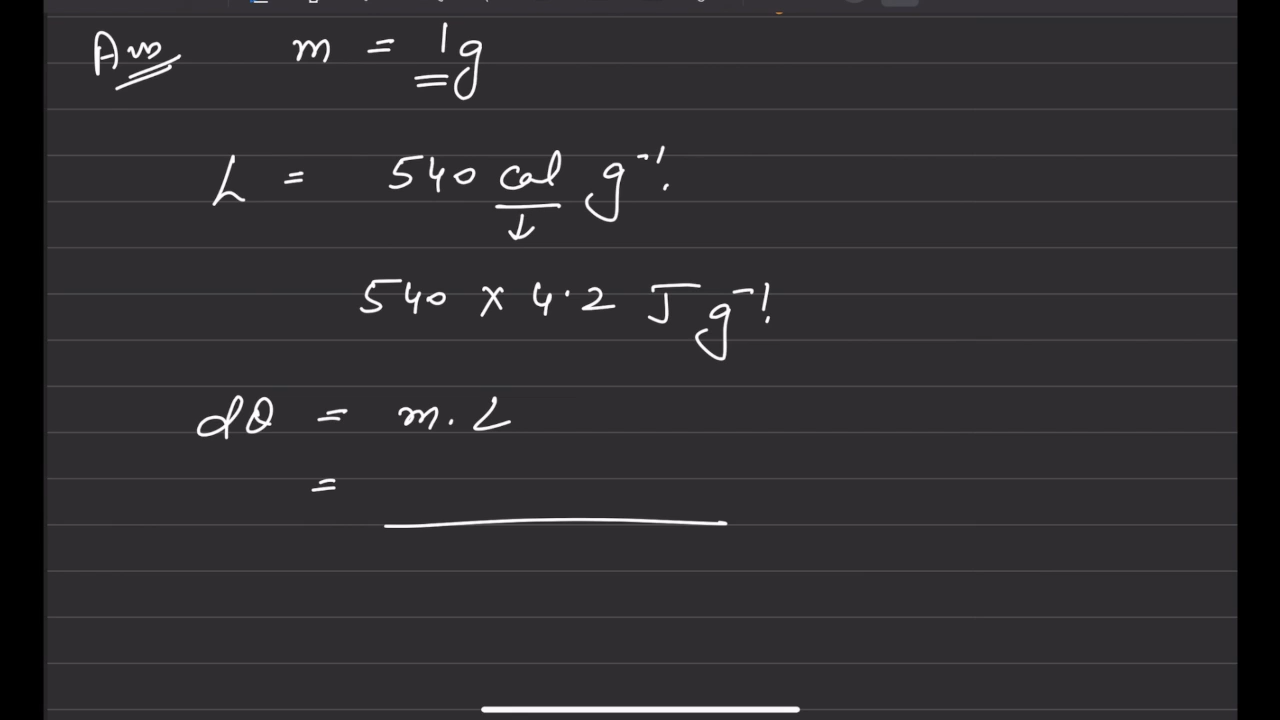 Ans m = 1g
L = 540 cal g⁻¹.
↓
540 × 4.2 J g⁻¹.
dQ = m. L
=